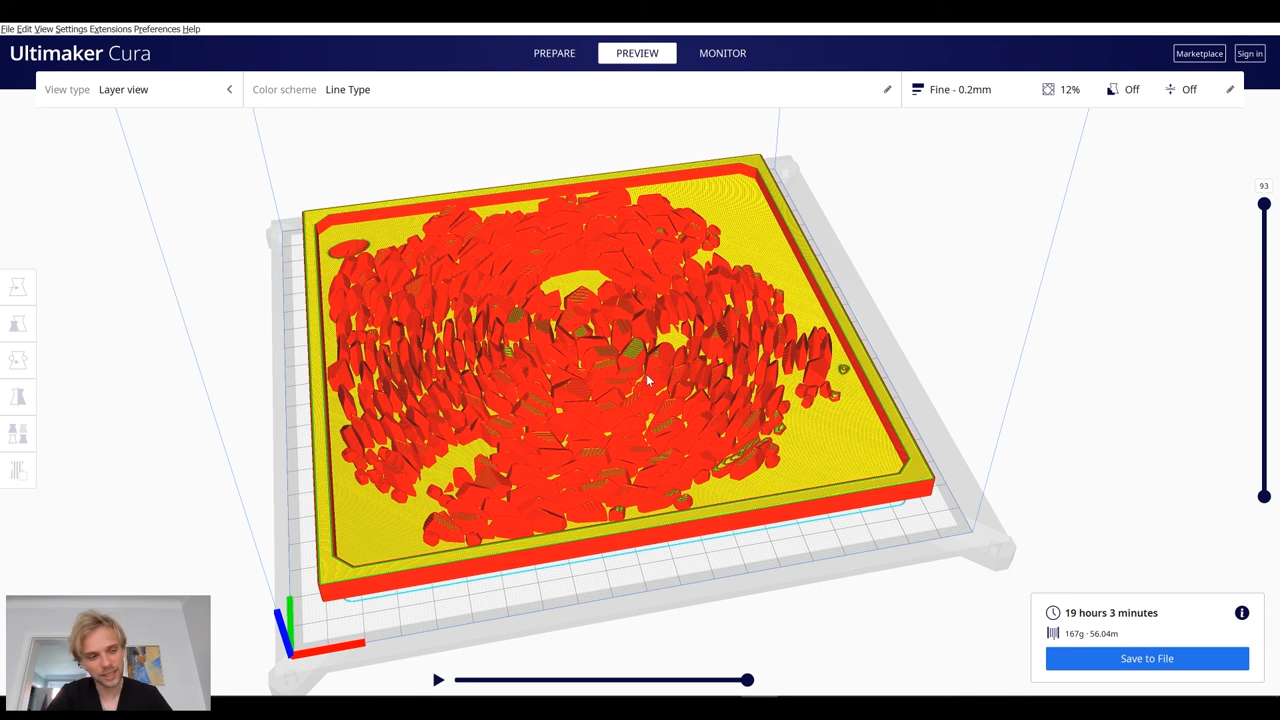 File Edit View Settings Extensions Preferences Help
Ultimaker Cura
PREPARE
PREVIEW
MONITOR
Marketplace
Sign in
View type Layer view
Color scheme Line Type
Fine - 0.2mm
12%
Off
Off
93
19 hours 3 minutes
167g · 56.04m
Save to File